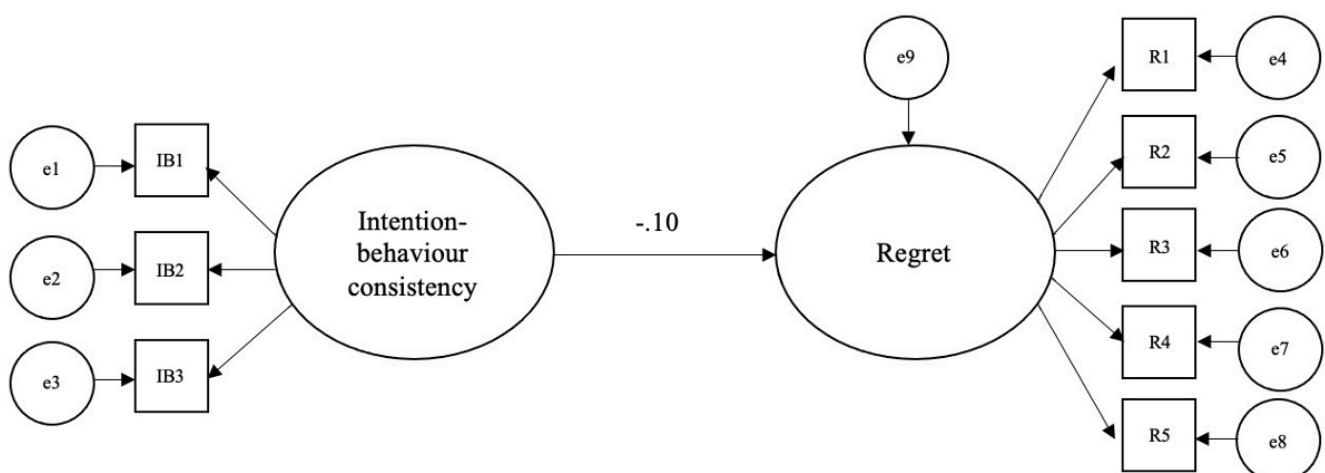 e9
R1
e4
IB1
e1
R2
e5
Intention-
behaviour
consistency
-.10
Regret
R3
e6
IB2
e2
R4
e7
IB3
e3
R5
e8